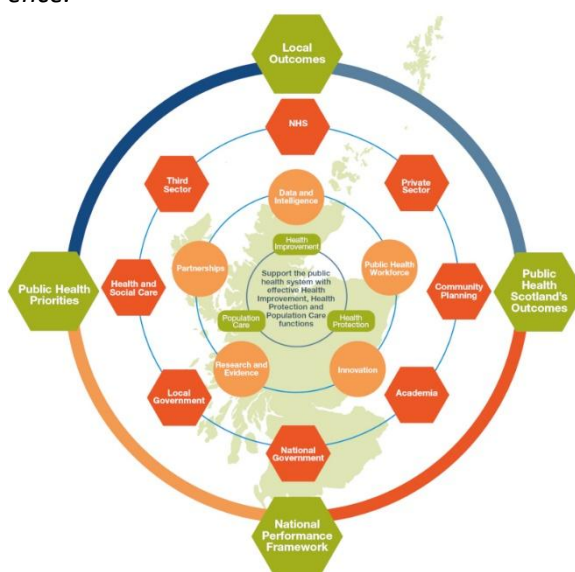 Local
Outcomes
NHS
Third
Sector
Private
Sector
Data and
Intelligence
Health
Improvement
Public Health
Priorities
Health and
Social Care
Partnerships
Support the public
health system with
effective Health
Improvement, Health
Protection and
Population Care
functions
Public Health
Workforce
Community
Planning
Public
Health
Scotland's
Outcomes
Population
Care
Health
Protection
Research and
Evidence
Innovation
Local
Government
Academia
National
Government
National
Performance
Framework